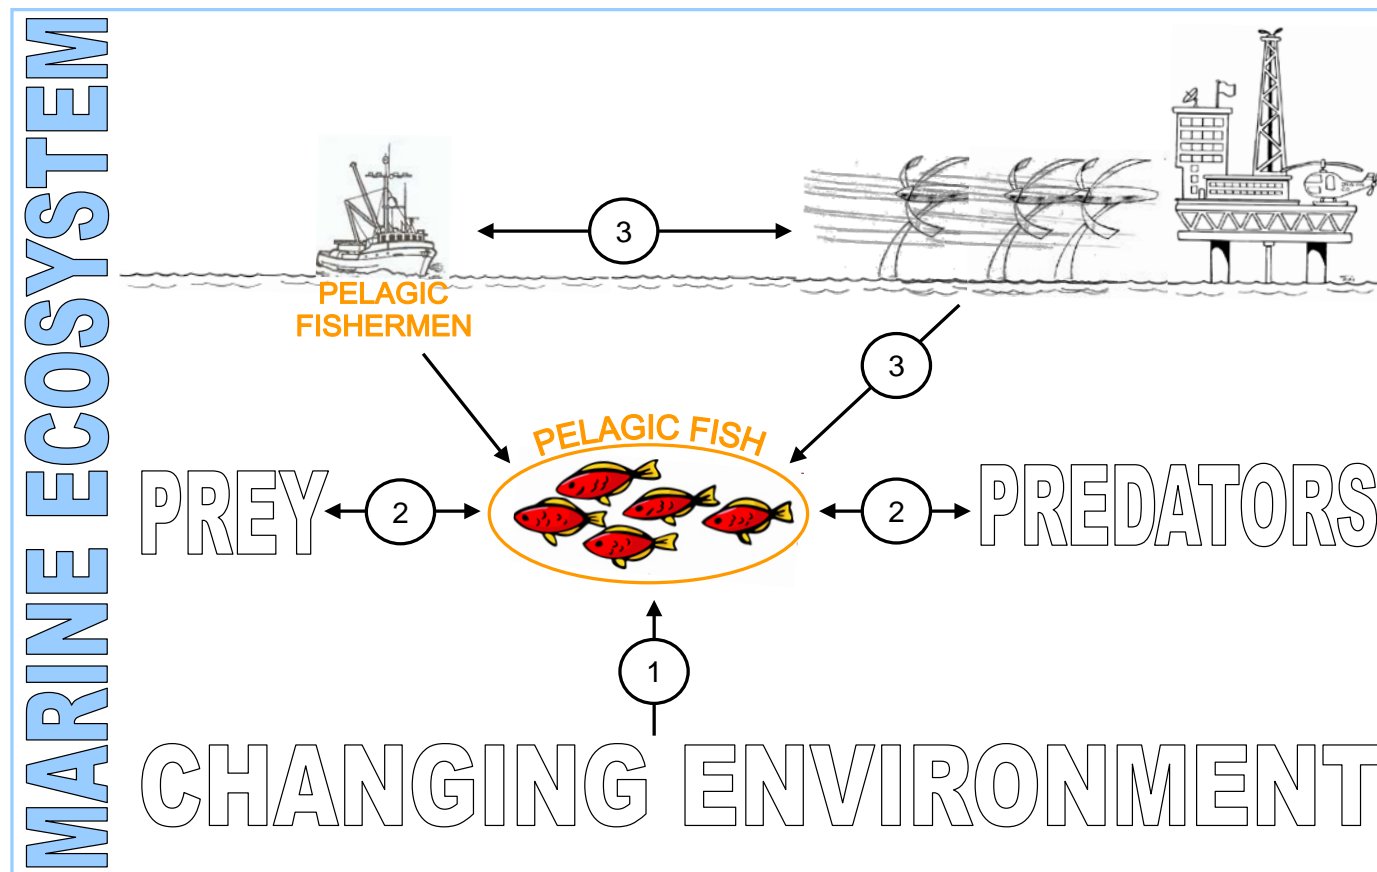 MARINE ECOSYSTEM
3
PELAGIC
FISHERMEN
3
PELAGIC FISH
PREY
2
2
PREDATORS
1
CHANGING ENVIRONMENT